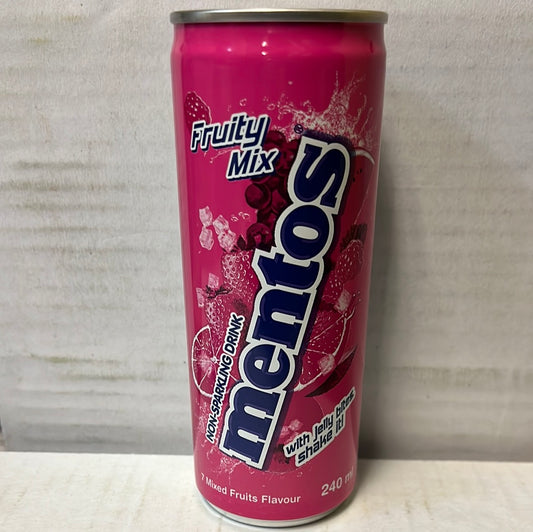 Fruity
Mix
mentos®
NON-SPARKLING DRINK
with jelly bites
shake it!
7 Mixed Fruits Flavour
240 ml